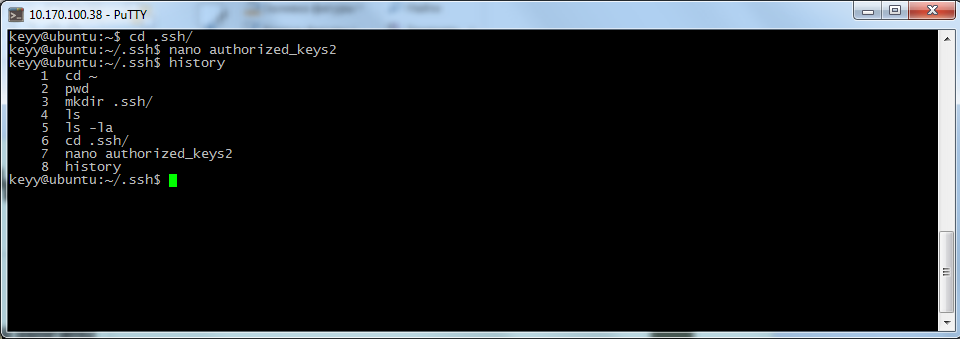 10.170.100.38 - PuTTY
keyy@ubuntu:~$ cd .ssh/
keyy@ubuntu:~/.ssh$ nano authorized_keys2
keyy@ubuntu:~/.ssh$ history
1 cd ~
2 pwd
3 mkdir .ssh/
4 ls
5 ls -la
6 cd .ssh/
7 nano authorized_keys2
8 history
keyy@ubuntu:~/.ssh$